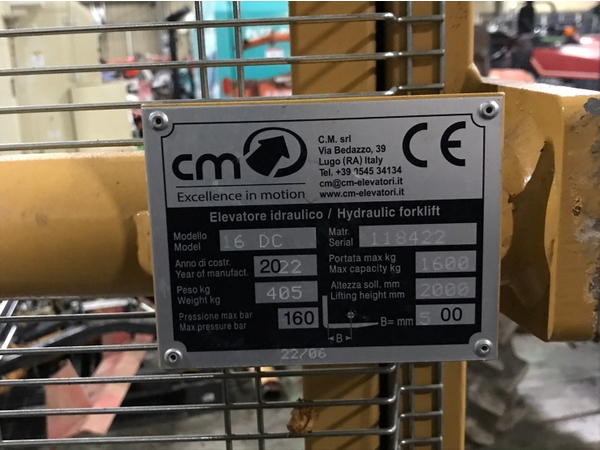 cm
Excellence in motion
C.M. srl
Via Bedazzo, 39
Lugo (RA) Italy
Tel. +39 0545 34134
cm@cm-elevatori.it
www.cm-elevatori.it
CE
Elevatore idraulico / Hydraulic forklift
Modello
Model
16 DC
Matr.
Serial
118422
Anno di costr.
Year of manufact.
2022
Portata max kg
Max capacity kg
1600
Peso kg
Weight kg
405
Altezza soll. mm
Lifting height mm
2000
Pressione max bar
Max pressure bar
160
B
B= mm
500
22/06